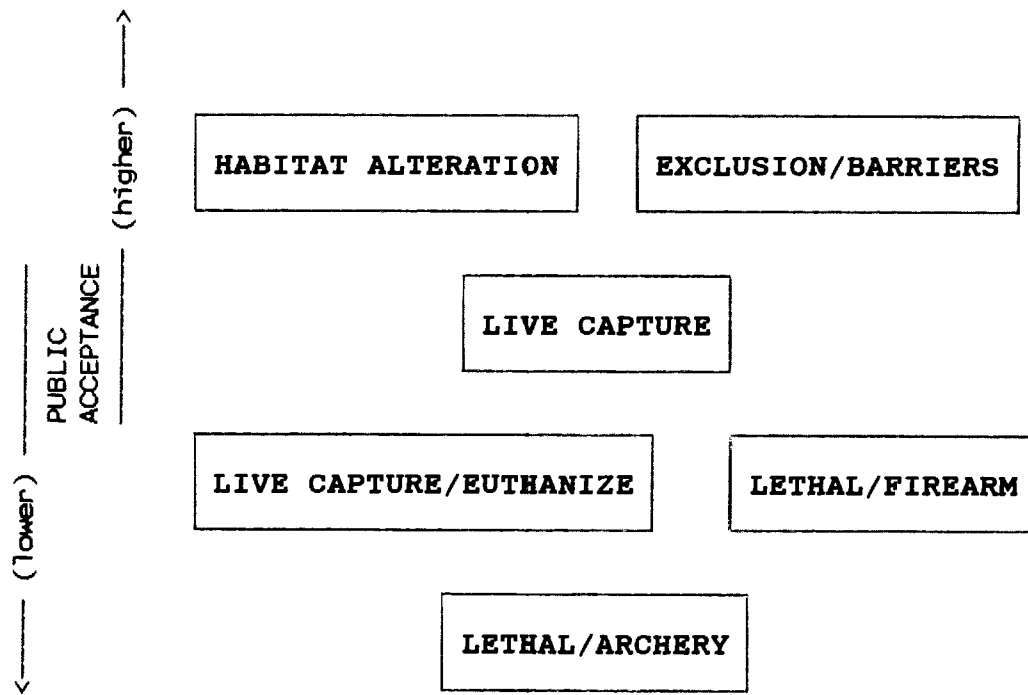 (higher)
PUBLIC
ACCEPTANCE
(lower)
HABITAT ALTERATION
EXCLUSION/BARRIERS
LIVE CAPTURE
LIVE CAPTURE/EUTHANIZE
LETHAL/FIREARM
LETHAL/ARCHERY